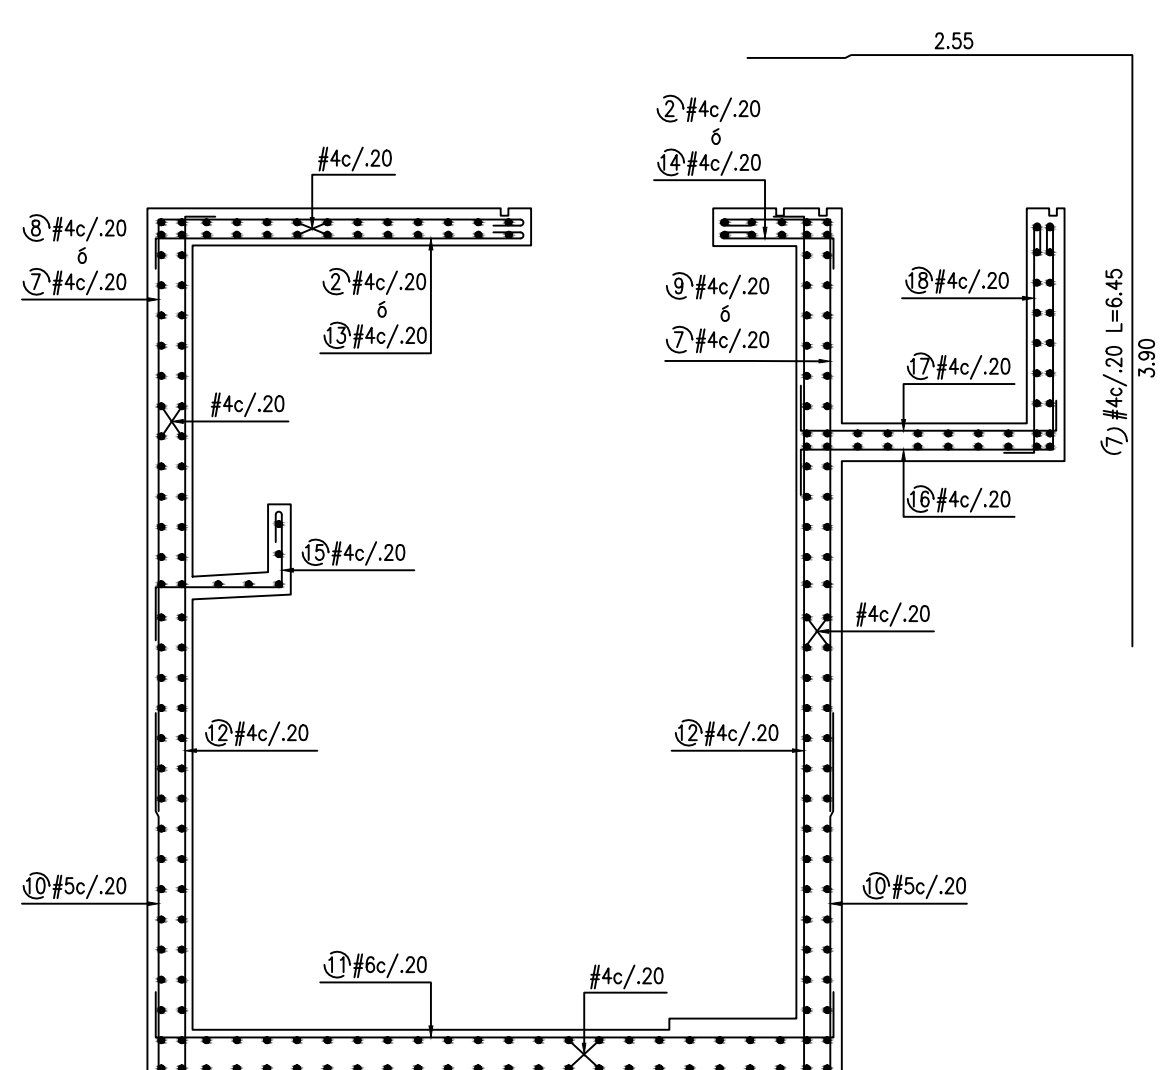 2.55
② #4c/.20
ó
⑭ #4c/.20
#4c/.20
⑧ #4c/.20
ó
⑦ #4c/.20
② #4c/.20
ó
⑬ #4c/.20
⑨ #4c/.20
ó
⑦ #4c/.20
⑱ #4c/.20
⑰ #4c/.20
(7) #4c/.20 L=6.45
3.90
#4c/.20
⑯ #4c/.20
⑮ #4c/.20
#4c/.20
⑫ #4c/.20
⑫ #4c/.20
⑩ #5c/.20
⑩ #5c/.20
⑪ #6c/.20
#4c/.20